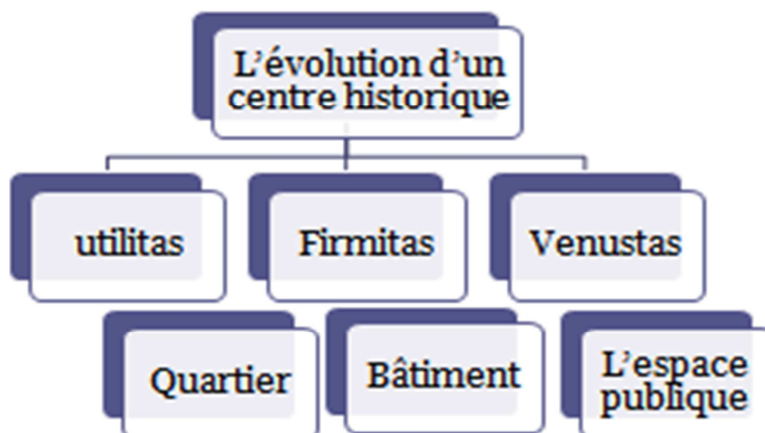 L'évolution d'un
centre historique
utilitas
Firmitas
Venustas
Quartier
Bâtiment
L'espace
publique